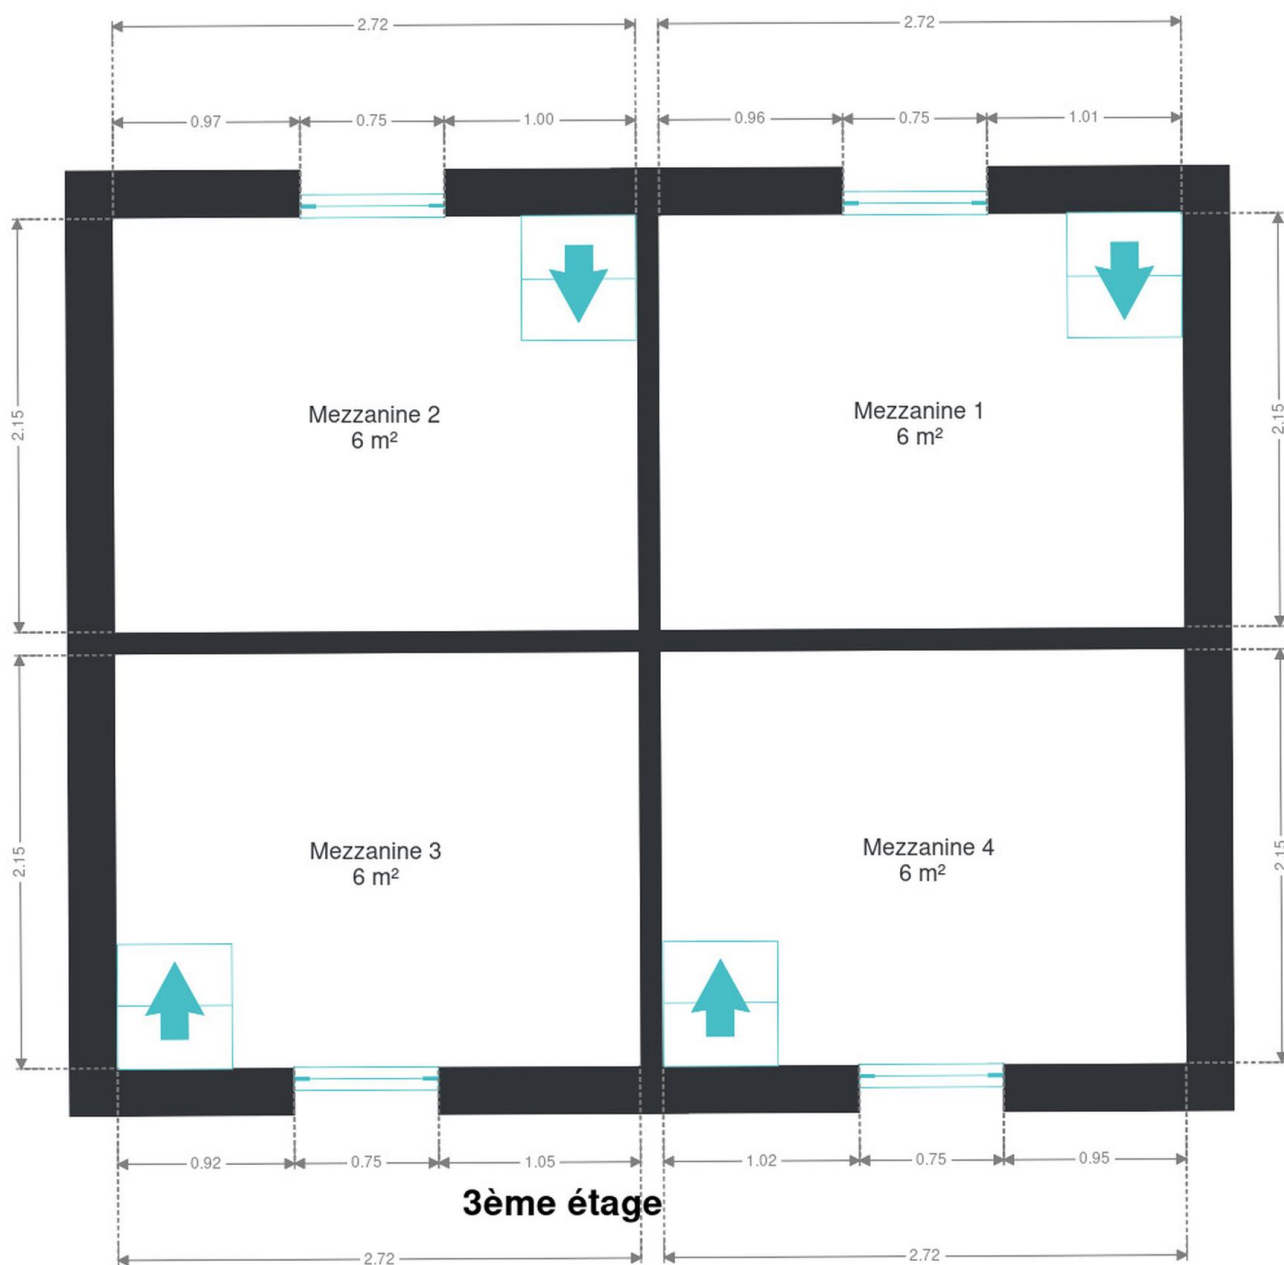 2.72
2.72
0.97
0.75
1.00
0.96
0.75
1.01
2.15
2.15
Mezzanine 2
6 m²
Mezzanine 1
6 m²
2.15
2.15
Mezzanine 3
6 m²
Mezzanine 4
6 m²
0.92
0.75
1.05
1.02
0.75
0.95
3ème étage
2.72
2.72